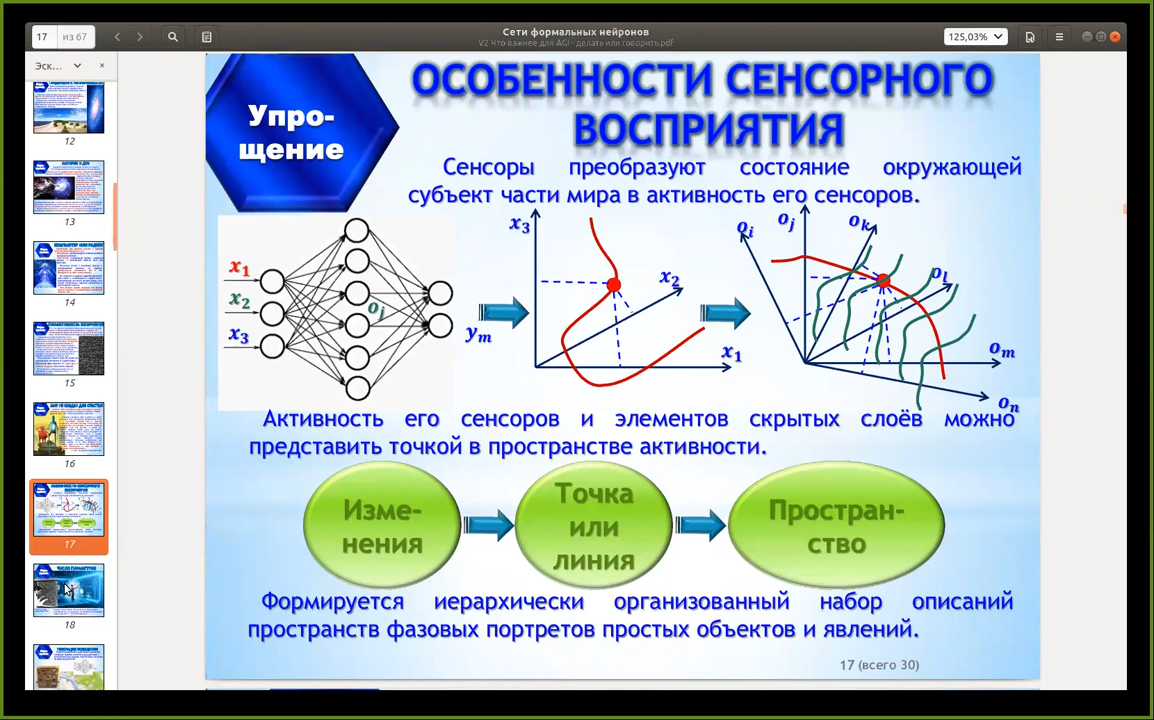 Сети формальных нейронов
V2 Что важнее для AGI - делать или говорить.pdf
17 из 67
125,03%
Эск...
12
13
14
15
16
17
18
Упро-
щение
ОСОБЕННОСТИ СЕНСОРНОГО
ВОСПРИЯТИЯ
Сенсоры преобразуют состояние окружающей
субъект части мира в активность его сенсоров.
x1
x2
x3
oj
ym
x3
x2
x1
oi
oj
ok
ol
om
on
Активность его сенсоров и элементов скрытых слоёв можно
представить точкой в пространстве активности.
Изме-
нения
Точка
или
линия
Простран-
ство
Формируется иерархически организованный набор описаний
пространств фазовых портретов простых объектов и явлений.
17 (всего 30)